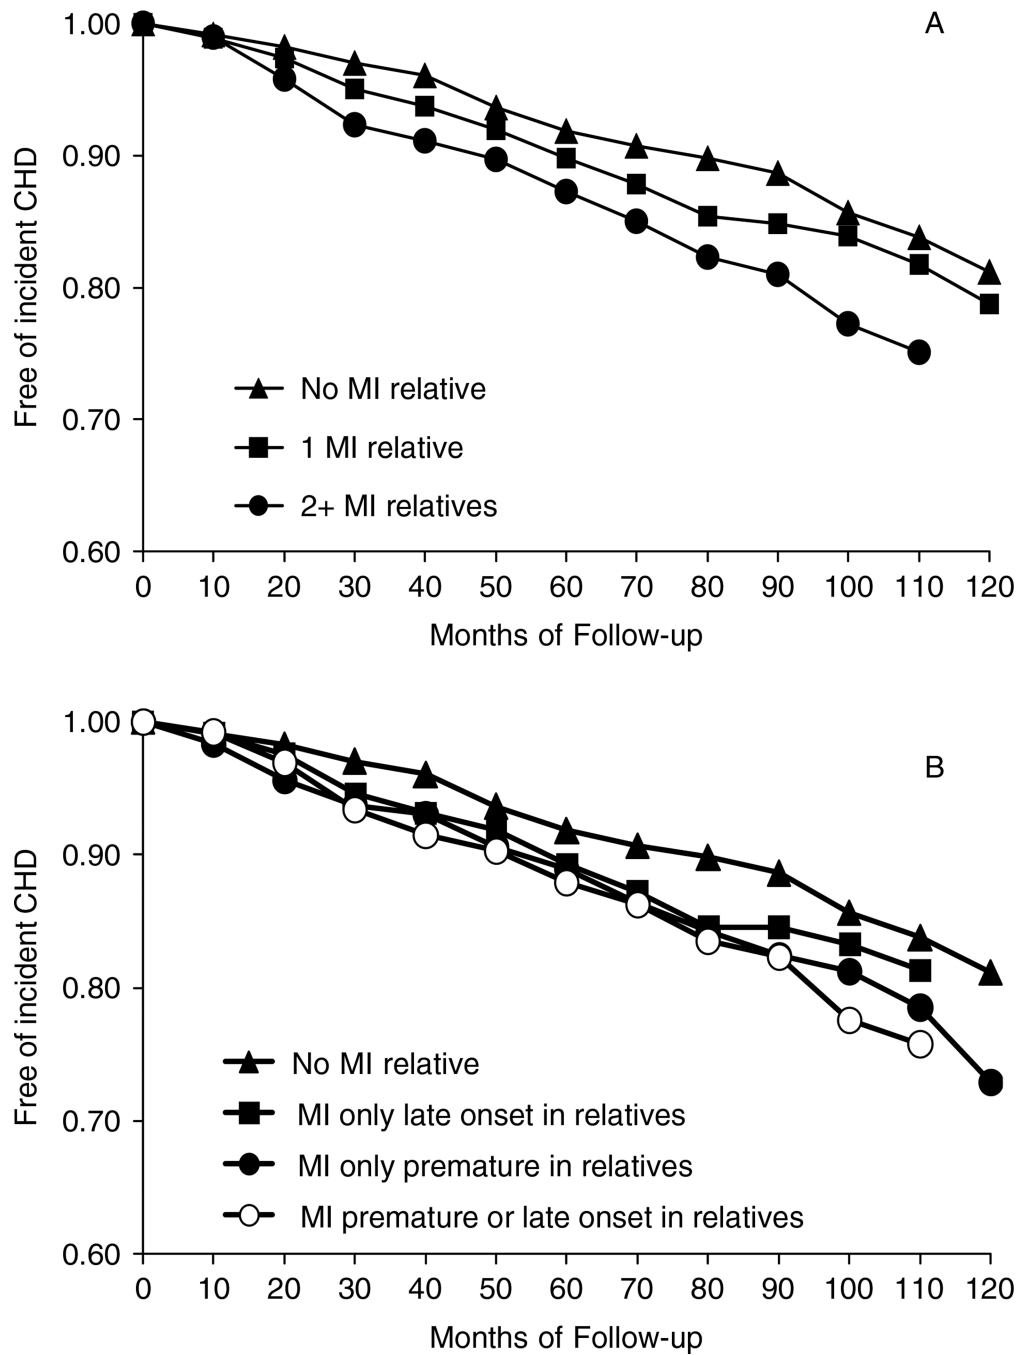 A
1.00
0.90
0.80
0.70
0.60
Free of incident CHD
No MI relative
1 MI relative
2+ MI relatives
0 10 20 30 40 50 60 70 80 90 100 110 120
Months of Follow-up
B
1.00
0.90
0.80
0.70
0.60
Free of incident CHD
No MI relative
MI only late onset in relatives
MI only premature in relatives
MI premature or late onset in relatives
0 10 20 30 40 50 60 70 80 90 100 110 120
Months of Follow-up